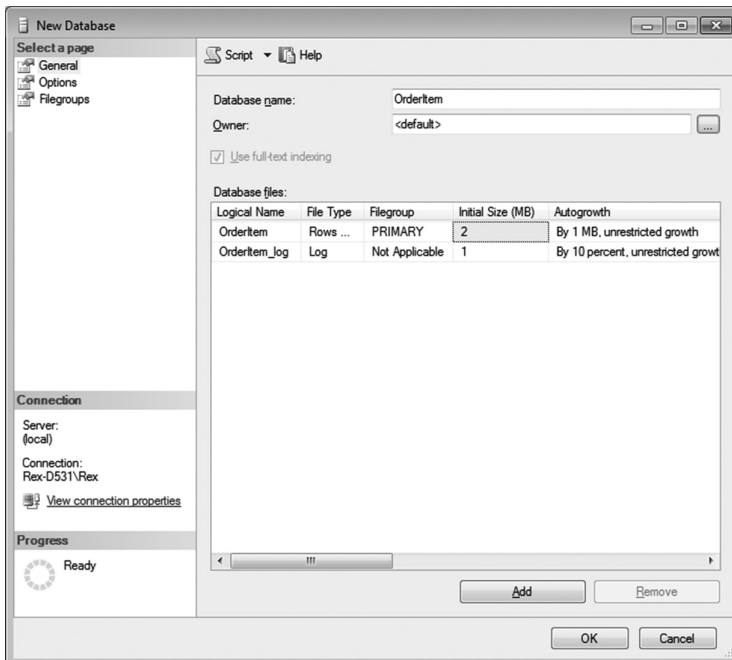 New Database
Select a page
General
Options
Filegroups
Script
Help
Database name:
OrderItem
Owner:
<default>
...
Use full-text indexing
Database files:
Logical Name File Type Filegroup Initial Size (MB) Autogrowth
OrderItem Rows ... PRIMARY 2 By 1 MB, unrestricted growth
OrderItem_log Log Not Applicable 1 By 10 percent, unrestricted growt
Connection
Server:
(local)
Connection:
Rex-D531\Rex
View connection properties
Progress
Ready
Add Remove
OK Cancel